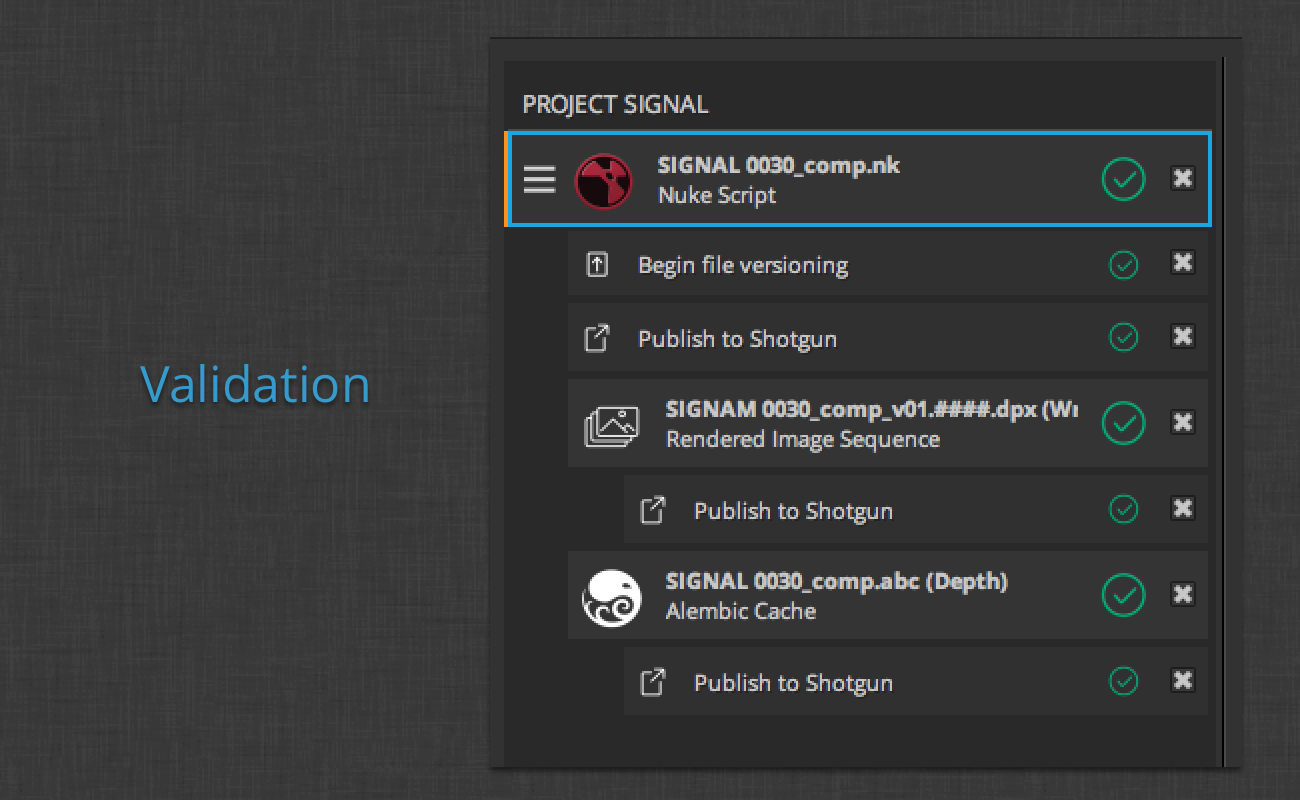 PROJECT SIGNAL
SIGNAL 0030_comp.nk
Nuke Script
Begin file versioning
Publish to Shotgun
Validation
SIGNAM 0030_comp_v01.####.dpx (Wr
Rendered Image Sequence
Publish to Shotgun
SIGNAL 0030_comp.abc (Depth)
Alembic Cache
Publish to Shotgun